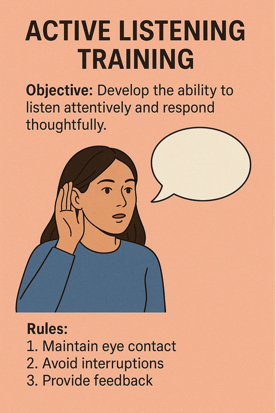 ACTIVE LISTENING
TRAINING
Objective: Develop the ability to
listen attentively and respond
thoughtfully.
Rules:
1. Maintain eye contact
2. Avoid interruptions
3. Provide feedback